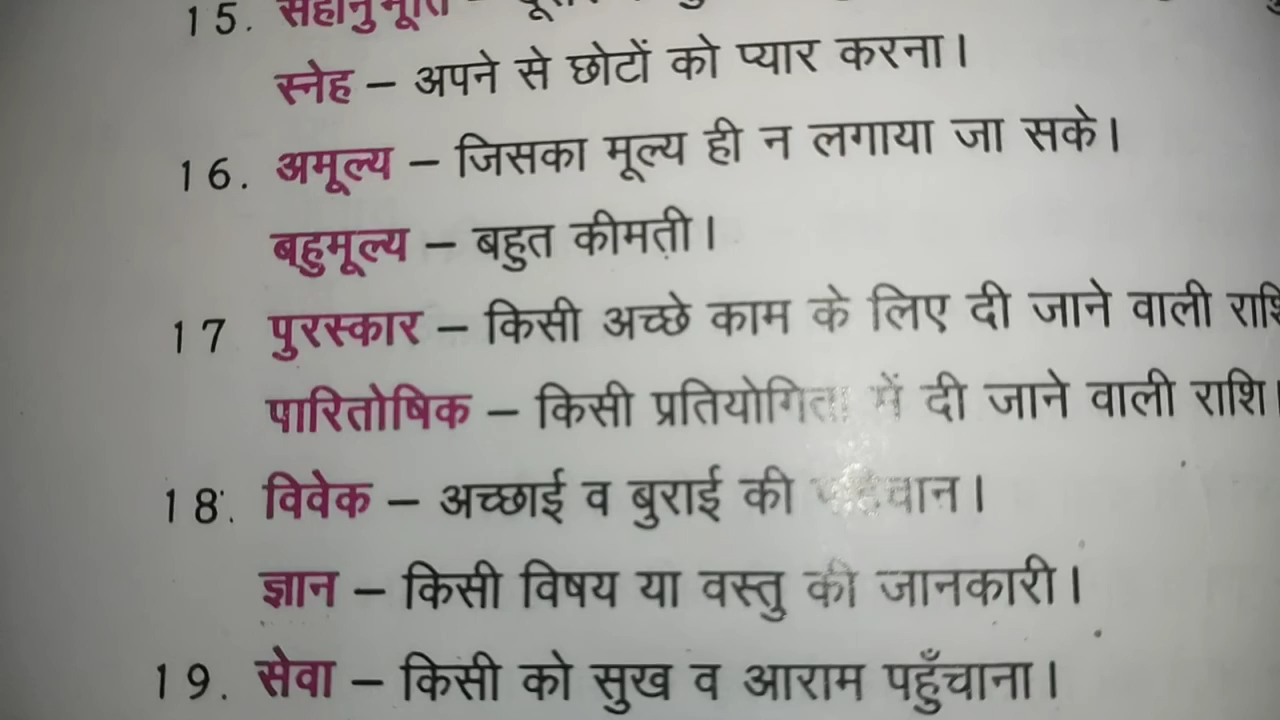 15. सहानुभूति –
स्नेह – अपने से छोटों को प्यार करना।
16. अमूल्य – जिसका मूल्य ही न लगाया जा सके।
बहुमूल्य – बहुत कीमती।
17 पुरस्कार – किसी अच्छे काम के लिए दी जाने वाली राशि
पारितोषिक – किसी प्रतियोगिता में दी जाने वाली राशि।
18. विवेक – अच्छाई व बुराई की पहचान।
ज्ञान – किसी विषय या वस्तु की जानकारी।
19. सेवा – किसी को सुख व आराम पहुँचाना।